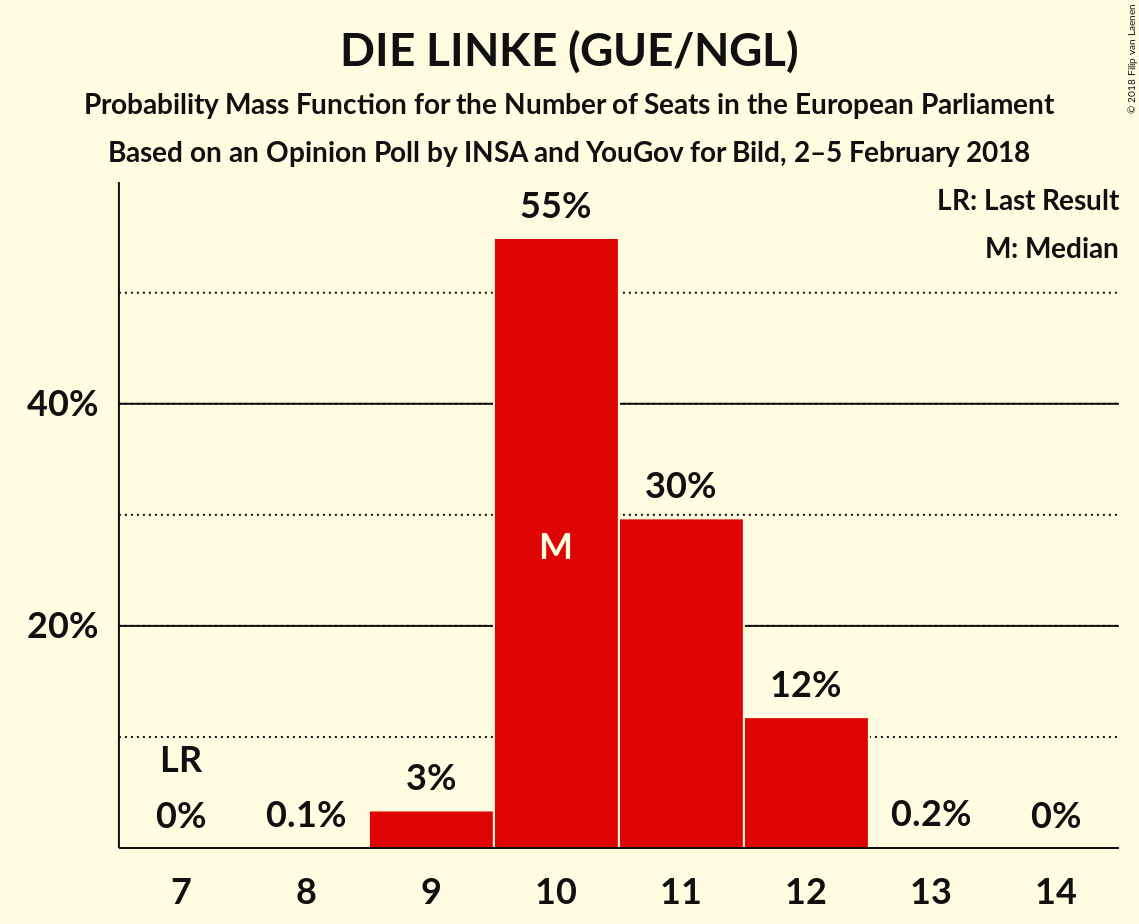 DIE LINKE (GUE/NGL)
Probability Mass Function for the Number of Seats in the European Parliament
Based on an Opinion Poll by INSA and YouGov for Bild, 2–5 February 2018
© 2018 Filip van Laenen
LR: Last Result
M: Median
55%
40%
30%
M
20%
12%
LR
3%
0%
0.1%
0.2%
0%
7 8 9 10 11 12 13 14